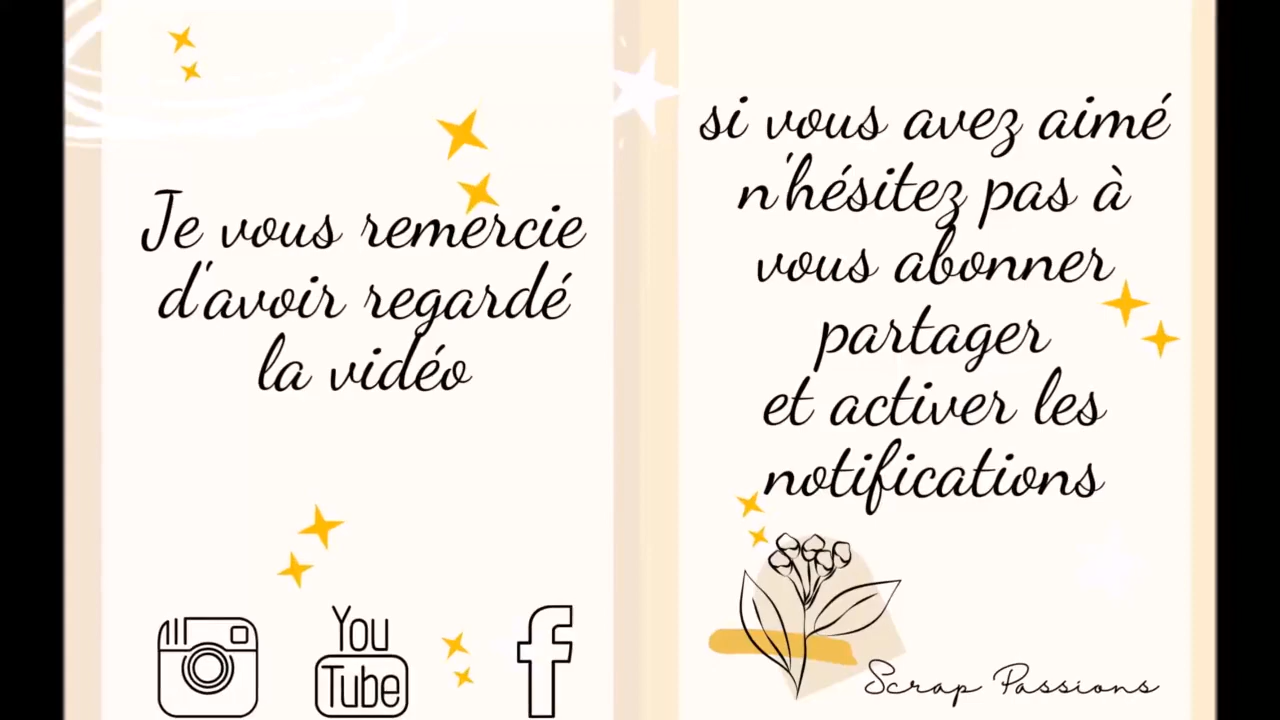 Je vous remercie
d'avoir regardé
la vidéo
You
Tube
f
si vous avez aimé
n'hésitez pas à
vous abonner
partager
et activer les
notifications
Scrap Passions